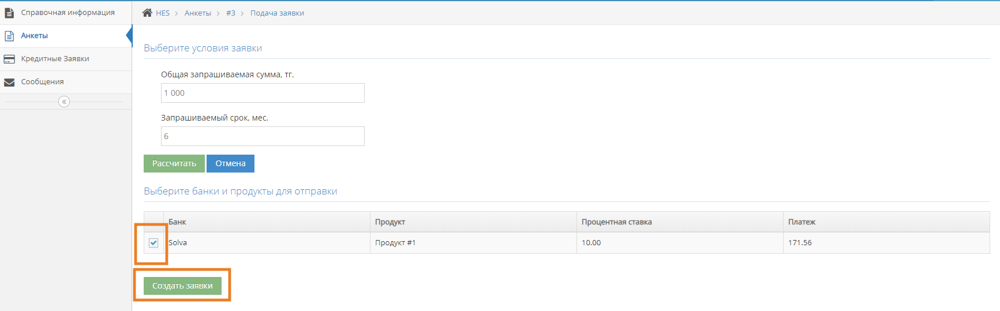 Справочная информация
Анкеты
Кредитные Заявки
Сообщения
HES > Анкеты > #3 > Подача заявки
Выберите условия заявки
Общая запрашиваемая сумма, тг.
1 000
Запрашиваемый срок, мес.
6
Рассчитать Отмена
Выберите банки и продукты для отправки
Банк Продукт Процентная ставка Платеж
Solva Продукт #1 10.00 171.56
Создать заявки